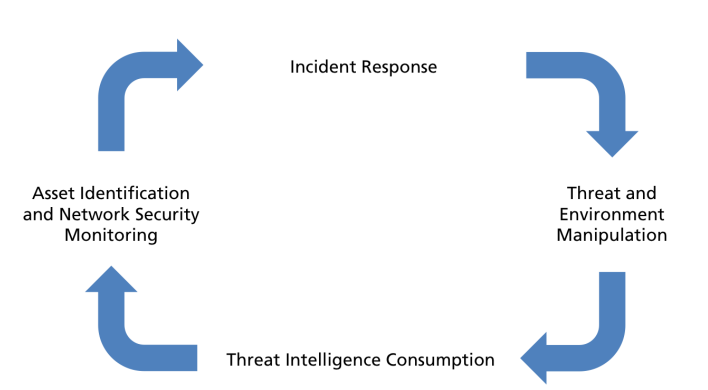 Incident Response
Asset Identification
and Network Security
Monitoring
Threat and
Environment
Manipulation
Threat Intelligence Consumption